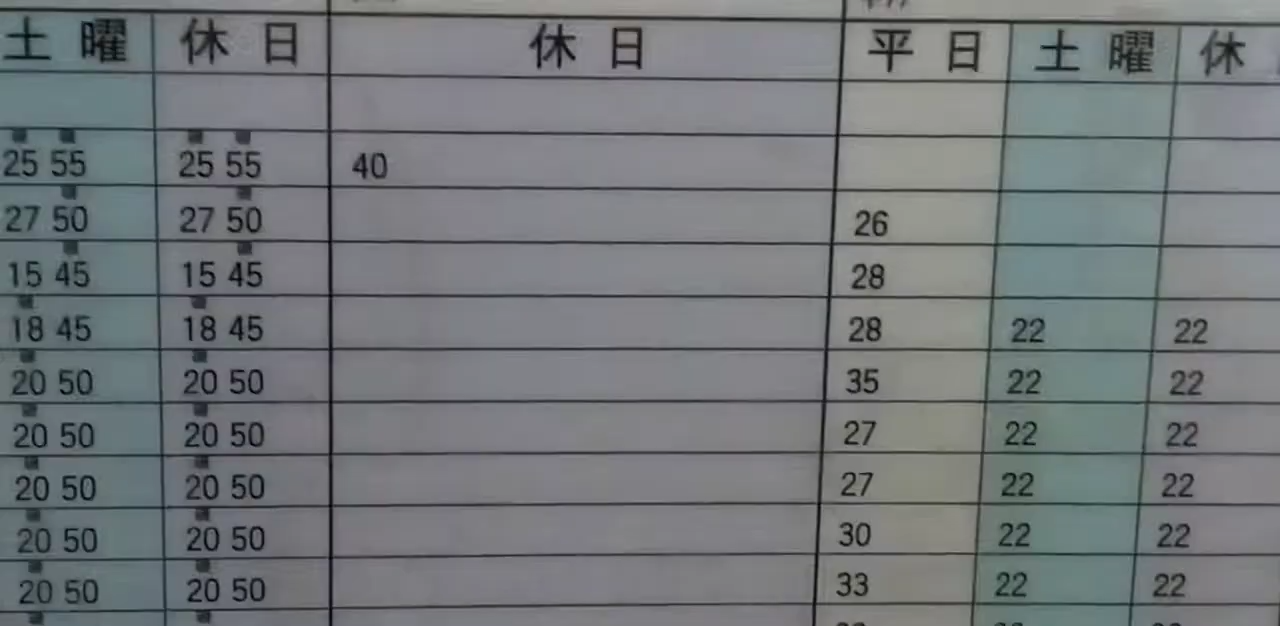 土曜 休日 休日 平日 土曜 休
25 55 25 55 40
27 50 27 50 26
15 45 15 45 28
18 45 18 45 28 22 22
20 50 20 50 35 22 22
20 50 20 50 27 22 22
20 50 20 50 27 22 22
20 50 20 50 30 22 22
20 50 20 50 33 22 22